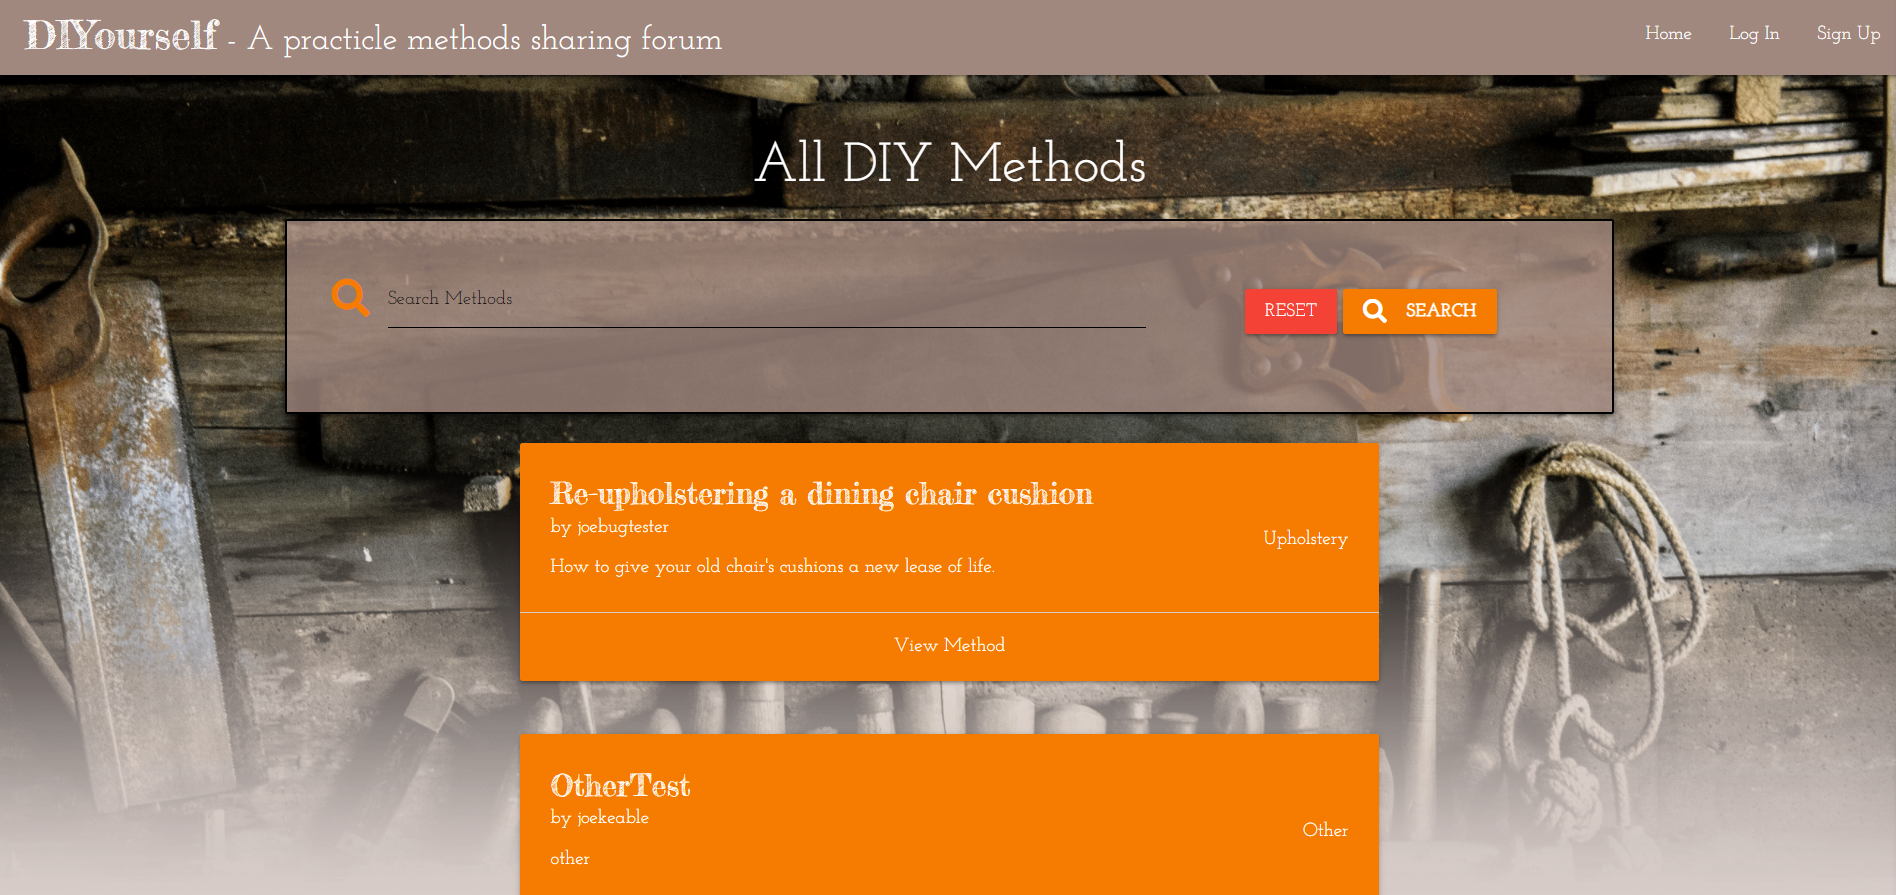 DIYourself - A practicle methods sharing forum
Home Log In Sign Up
All DIY Methods
Search Methods
RESET SEARCH
Re-upholstering a dining chair cushion
by joebugtester
Upholstery
How to give your old chair's cushions a new lease of life.
View Method
OtherTest
by joekeable
Other
other